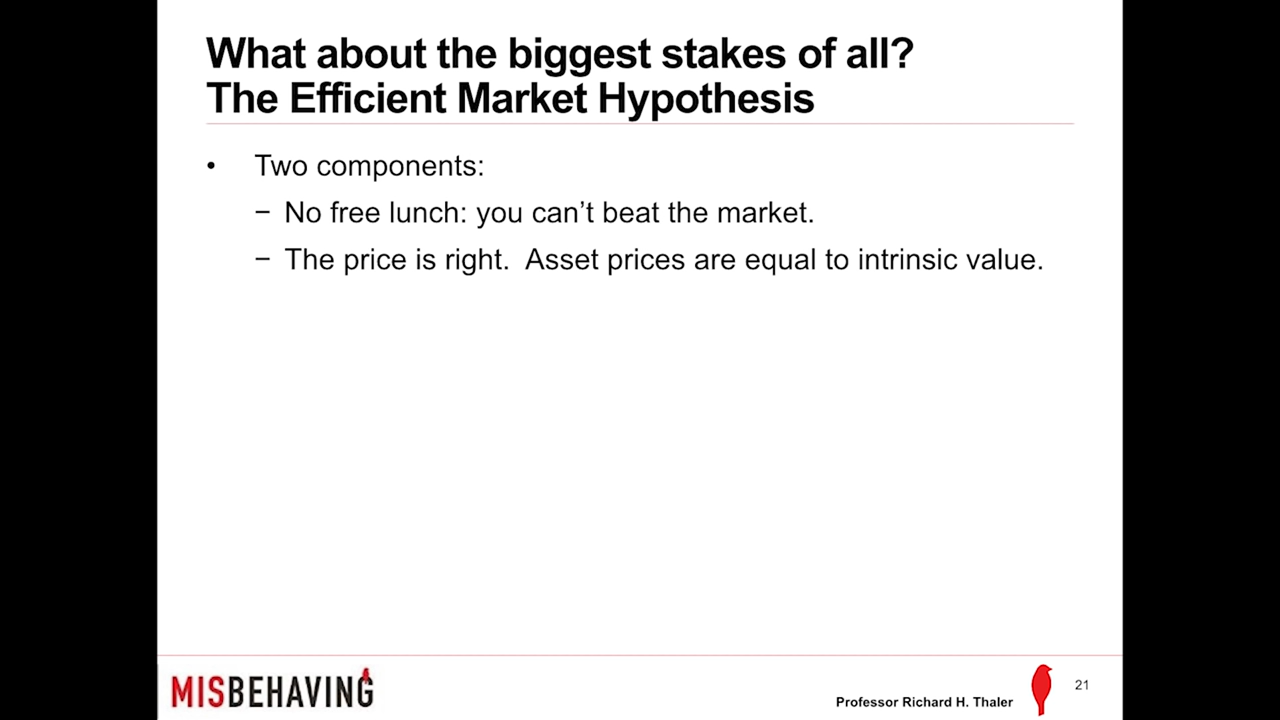 What about the biggest stakes of all?
The Efficient Market Hypothesis
• Two components:
− No free lunch: you can’t beat the market.
− The price is right.  Asset prices are equal to intrinsic value.
MISBEHAVING
Professor Richard H. Thaler
21